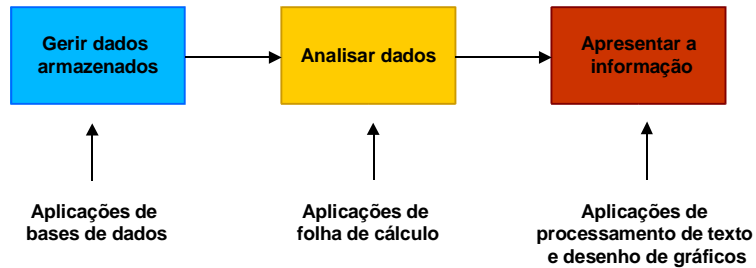 Gerir dados
armazenados
Analisar dados
Apresentar a
informação
Aplicações de
bases de dados
Aplicações de
folha de cálculo
Aplicações de
processamento de texto
e desenho de gráficos